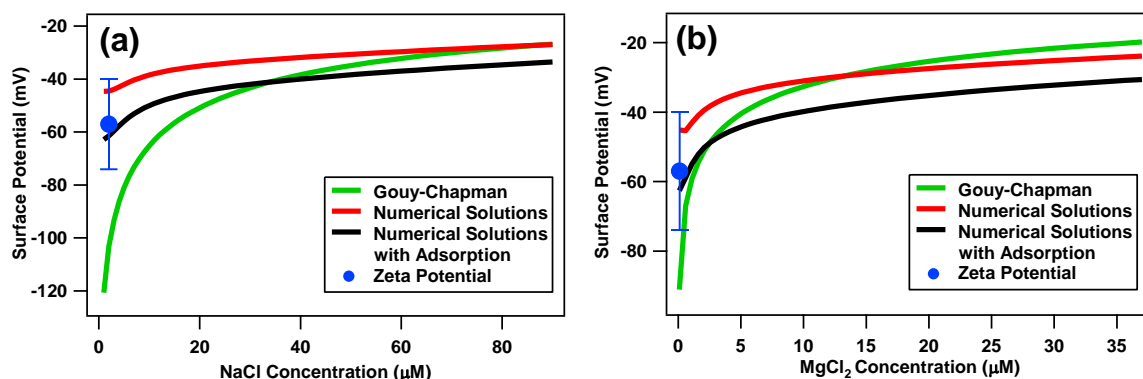 (a)
Surface Potential (mV)
-20
-40
-60
-80
-100
-120
0
20
40
60
80
NaCl Concentration (μM)
Gouy-Chapman
Numerical Solutions
Numerical Solutions
with Adsorption
Zeta Potential
(b)
Surface Potential (mV)
-20
-40
-60
-80
0
5
10
15
20
25
30
35
MgCl₂ Concentration (μM)
Gouy-Chapman
Numerical Solutions
Numerical Solutions
with Adsorption
Zeta Potential